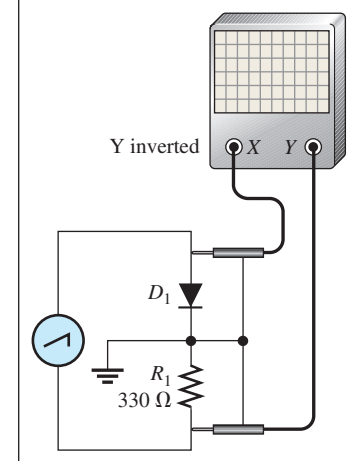 Y inverted X Y
D1
R1
330 Ω